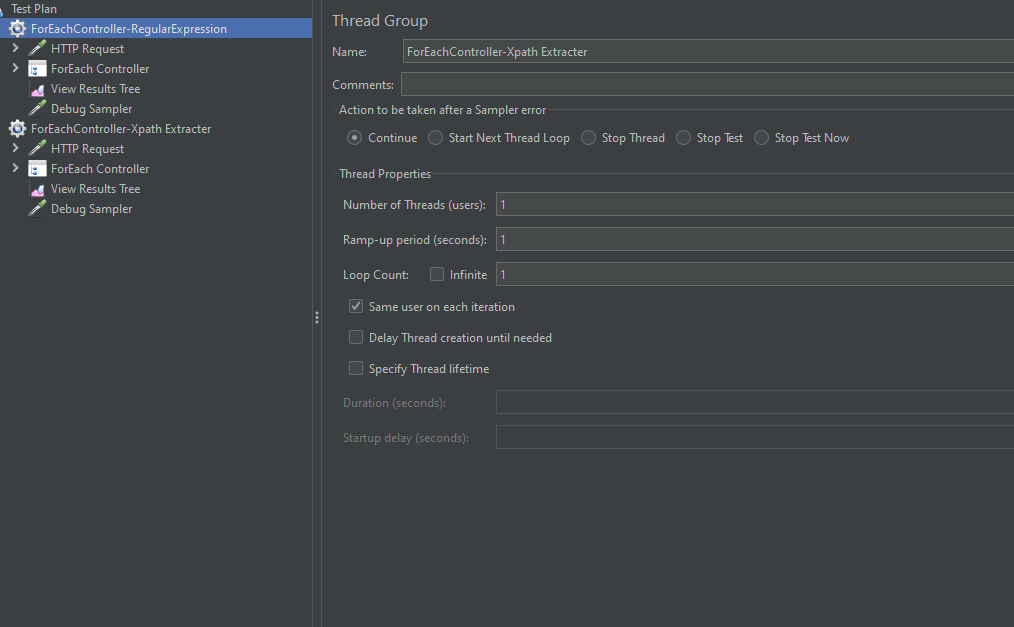 Test Plan
ForEachController-RegularExpression
HTTP Request
ForEach Controller
View Results Tree
Debug Sampler
ForEachController-Xpath Extracter
HTTP Request
ForEach Controller
View Results Tree
Debug Sampler
Thread Group
Name: ForEachController-Xpath Extracter
Comments:
Action to be taken after a Sampler error
Continue Start Next Thread Loop Stop Thread Stop Test Stop Test Now
Thread Properties
Number of Threads (users): 1
Ramp-up period (seconds): 1
Loop Count: Infinite 1
Same user on each iteration
Delay Thread creation until needed
Specify Thread lifetime
Duration (seconds):
Startup delay (seconds):